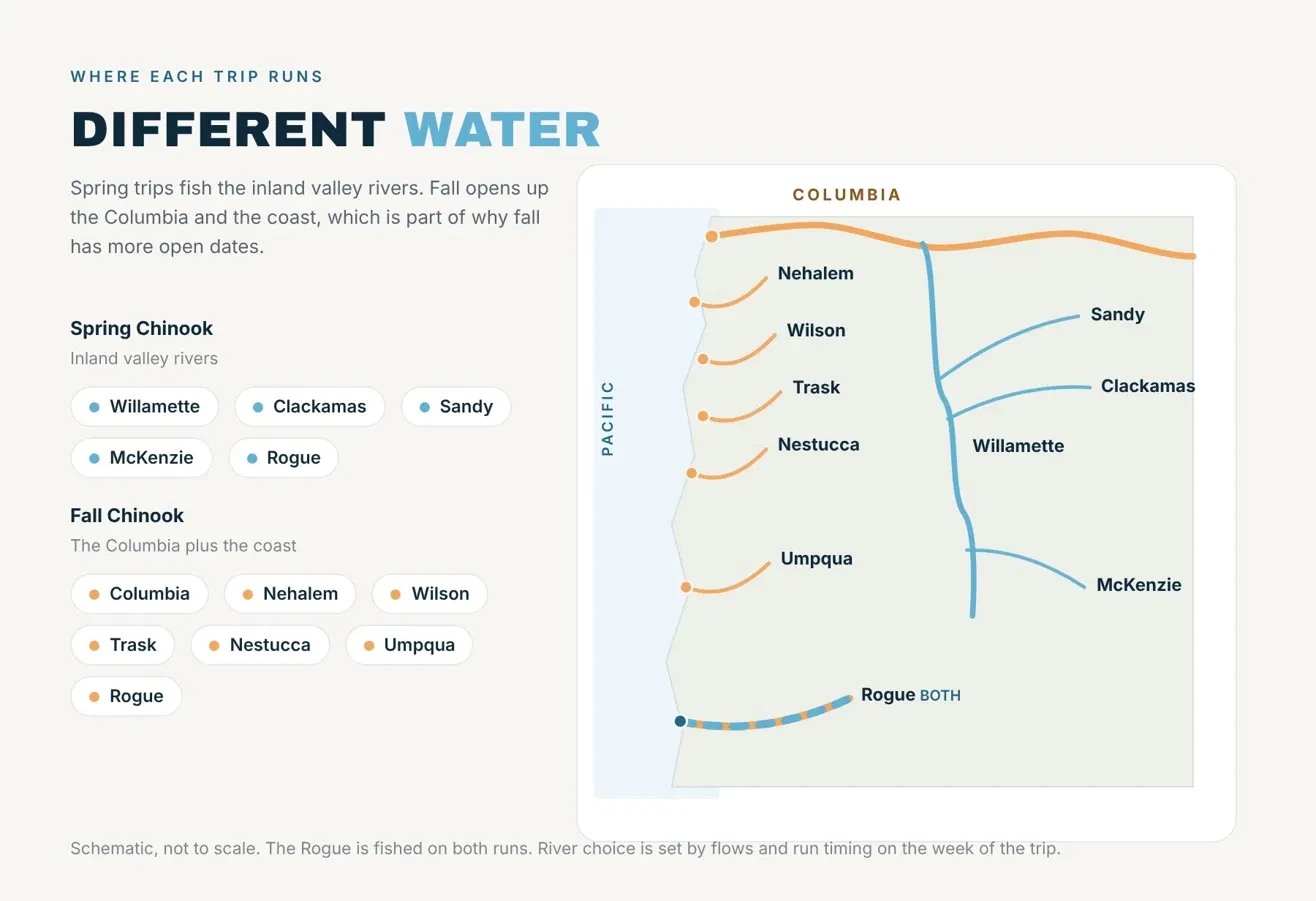 WHERE EACH TRIP RUNS
DIFFERENT WATER
Spring trips fish the inland valley rivers. Fall opens up
the Columbia and the coast, which is part of why fall
has more open dates.
Spring Chinook
Inland valley rivers
Willamette Clackamas Sandy
McKenzie Rogue
Fall Chinook
The Columbia plus the coast
Columbia Nehalem Wilson
Trask Nestucca Umpqua
Rogue
COLUMBIA
PACIFIC
Nehalem
Wilson
Trask
Nestucca
Umpqua
Rogue BOTH
Sandy
Clackamas
Willamette
McKenzie
Schematic, not to scale. The Rogue is fished on both runs. River choice is set by flows and run timing on the week of the trip.